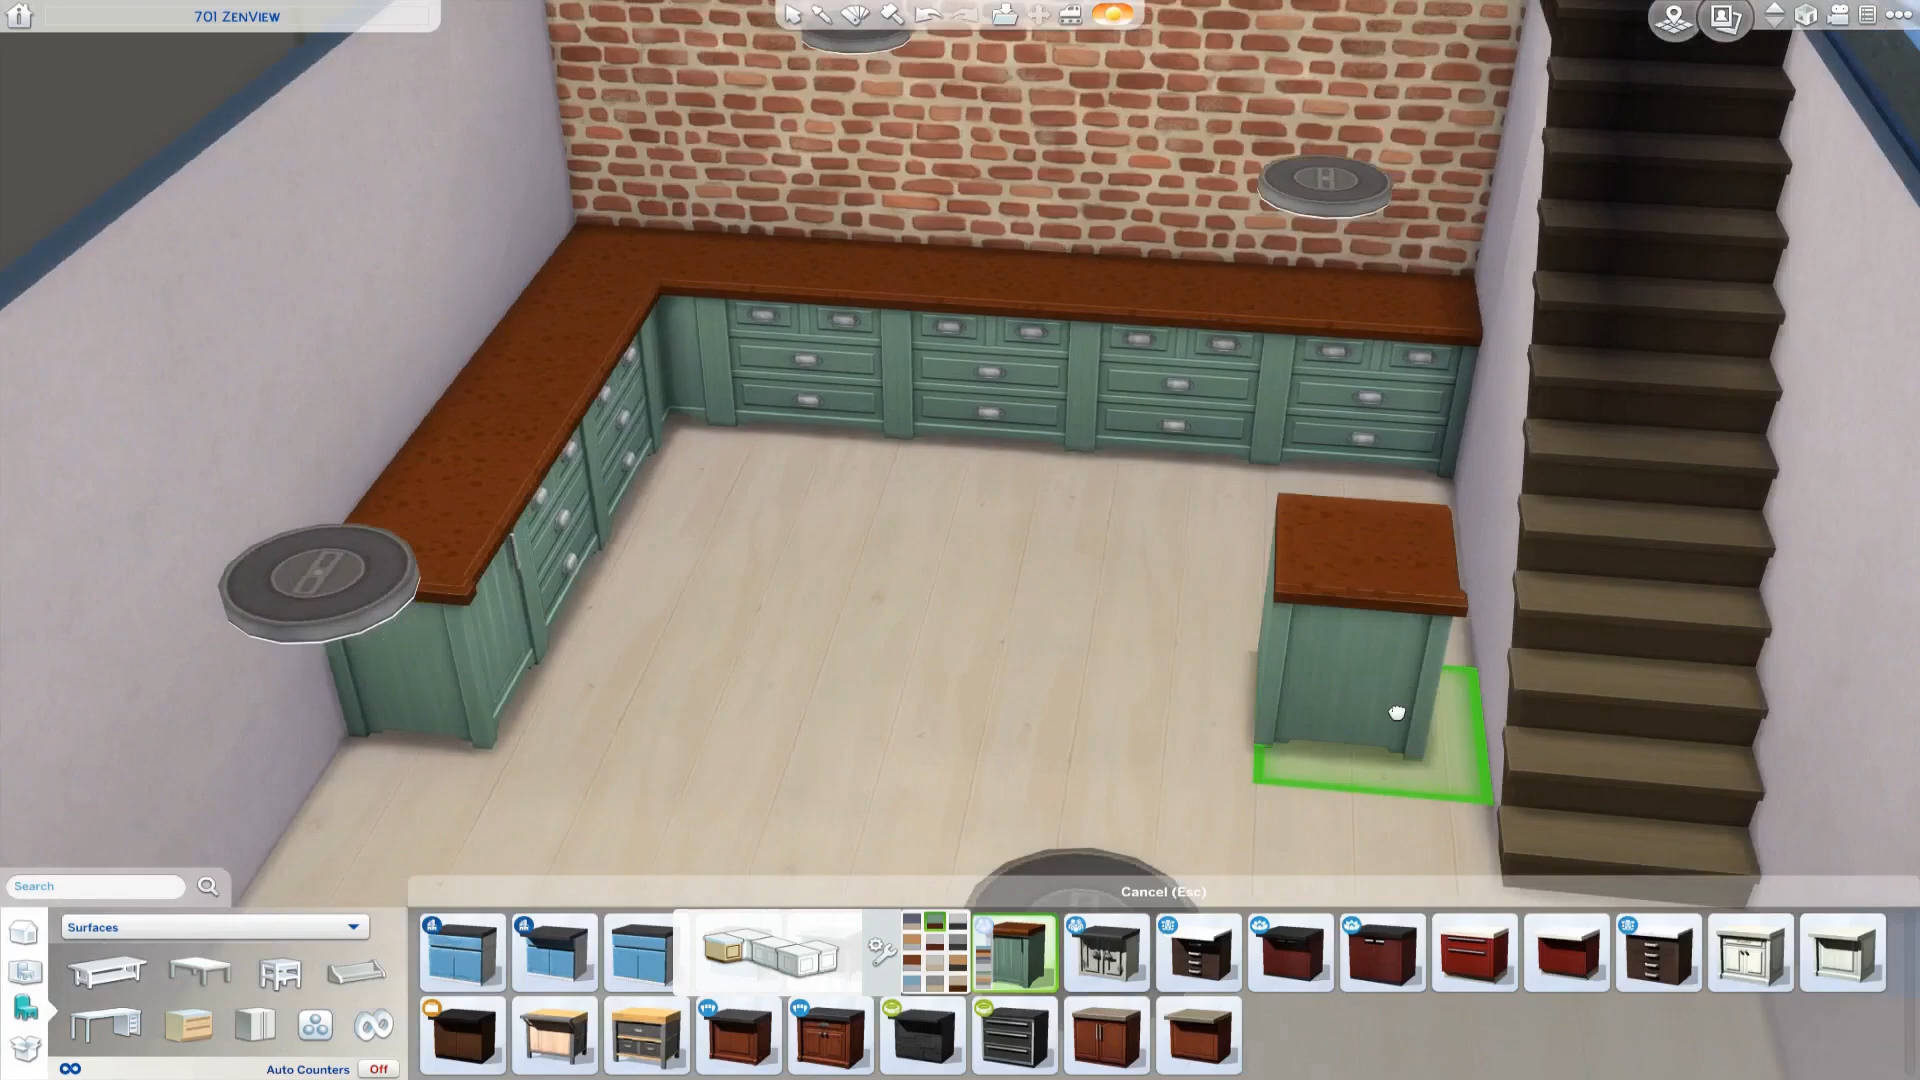 701 ZenView
Cancel (Esc)
Search
Surfaces
Auto Counters
Off